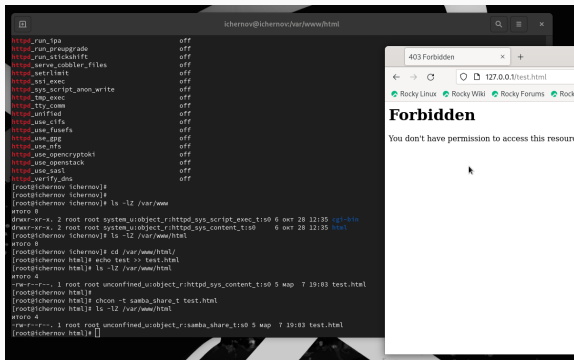 ichernov@ichernov:/var/www/html
httpd_run_ipa off
httpd_run_preupgrade off
httpd_run_stickshift off
httpd_serve_cobbler_files off
httpd_setrlimit off
httpd_ssi_exec off
httpd_sys_script_anon_write off
httpd_tmp_exec off
httpd_tty_comm off
httpd_unified off
httpd_use_cifs off
httpd_use_fusefs off
httpd_use_gpg off
httpd_use_nfs off
httpd_use_opencryptoki off
httpd_use_openstack off
httpd_use_sasl off
httpd_verify_dns off
[root@ichernov ichernov]#
[root@ichernov ichernov]# ls -lZ /var/www
итого 0
drwxr-xr-x. 2 root root system_u:object_r:httpd_sys_script_exec_t:s0 6 окт 28 12:35 cgi-bin
drwxr-xr-x. 2 root root system_u:object_r:httpd_sys_content_t:s0 6 окт 28 12:35 html
[root@ichernov ichernov]# ls -lZ /var/www/html
итого 0
[root@ichernov ichernov]# cd /var/www/html/
[root@ichernov html]# echo test >> test.html
[root@ichernov html]# ls -lZ /var/www/html
итого 4
-rw-r--r--. 1 root root unconfined_u:object_r:httpd_sys_content_t:s0 5 мар 7 19:03 test.html
[root@ichernov html]#
[root@ichernov html]# chcon -t samba_share_t test.html
[root@ichernov html]# ls -lZ /var/www/html
итого 4
-rw-r--r--. 1 root root unconfined_u:object_r:samba_share_t:s0 5 мар 7 19:03 test.html
[root@ichernov html]#
403 Forbidden
127.0.0.1/test.html
Rocky Linux Rocky Wiki Rocky Forums Rock
Forbidden
You don't have permission to access this resour